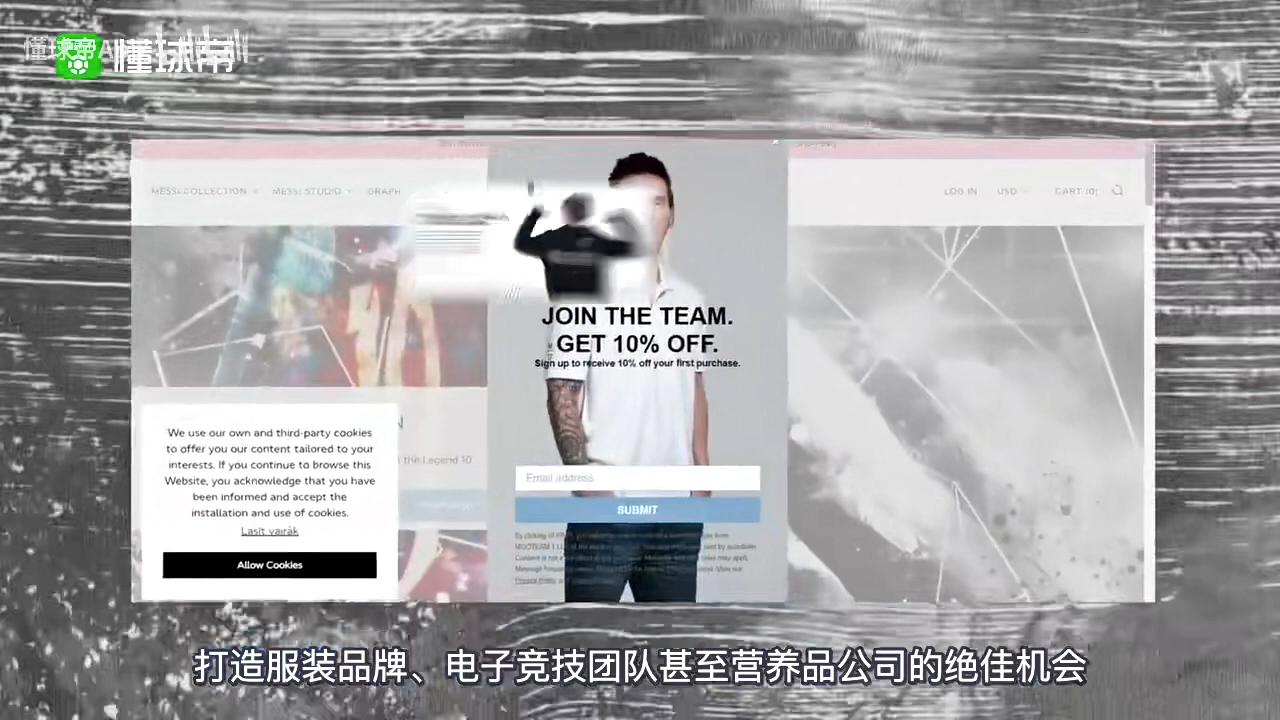 懂球帝
MESSI COLLECTION
MESSI STUDIO
GRAPH
LOG IN
USD
CART (0)
JOIN THE TEAM.
GET 10% OFF.
Sign up to receive 10% off your first purchase.
the Legend 10
We use our own and third-party cookies
to offer you our content tailored to your
interests. If you continue to browse this
Website, you acknowledge that you have
been informed and accept the
installation and use of cookies.
Lasīt vairāk
Allow Cookies
Email address
SUBMIT
Privacy Policy
打造服装品牌、电子竞技团队甚至营养品公司的绝佳机会